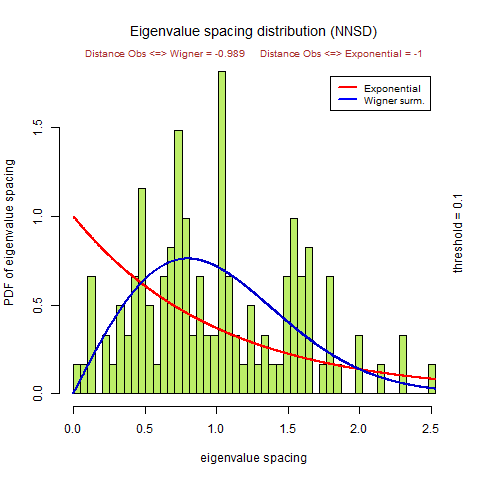 Eigenvalue spacing distribution (NNSD)
Distance Obs <=> Wigner = -0.989 Distance Obs <=> Exponential = -1
Exponential
Wigner surm.
PDF of eigenvalue spacing
1.5
1.0
0.5
0.0
threshold = 0.1
0.0 0.5 1.0 1.5 2.0 2.5
eigenvalue spacing